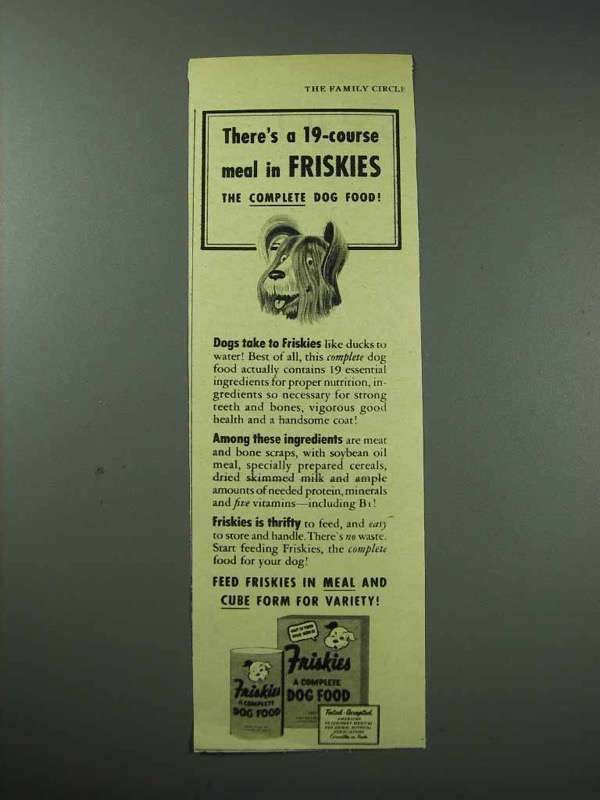 THE FAMILY CIRCLE
There's a 19-course
meal in FRISKIES
THE COMPLETE DOG FOOD!
Dogs take to Friskies like ducks to
water! Best of all, this complete dog
food actually contains 19 essential
ingredients for proper nutrition, in-
gredients so necessary for strong
teeth and bones, vigorous good
health and a handsome coat!
Among these ingredients are meat
and bone scraps, with soybean oil
meal, specially prepared cereals,
dried skimmed milk and ample
amounts of needed protein, minerals
and five vitamins—including B1!
Friskies is thrifty to feed, and easy
to store and handle. There's no waste.
Start feeding Friskies, the complete
food for your dog!
FEED FRISKIES IN MEAL AND
CUBE FORM FOR VARIETY!
Friskies
A COMPLETE
DOG FOOD
Friskies
A COMPLETE
DOG FOOD
Tested-Accepted
AMERICAN